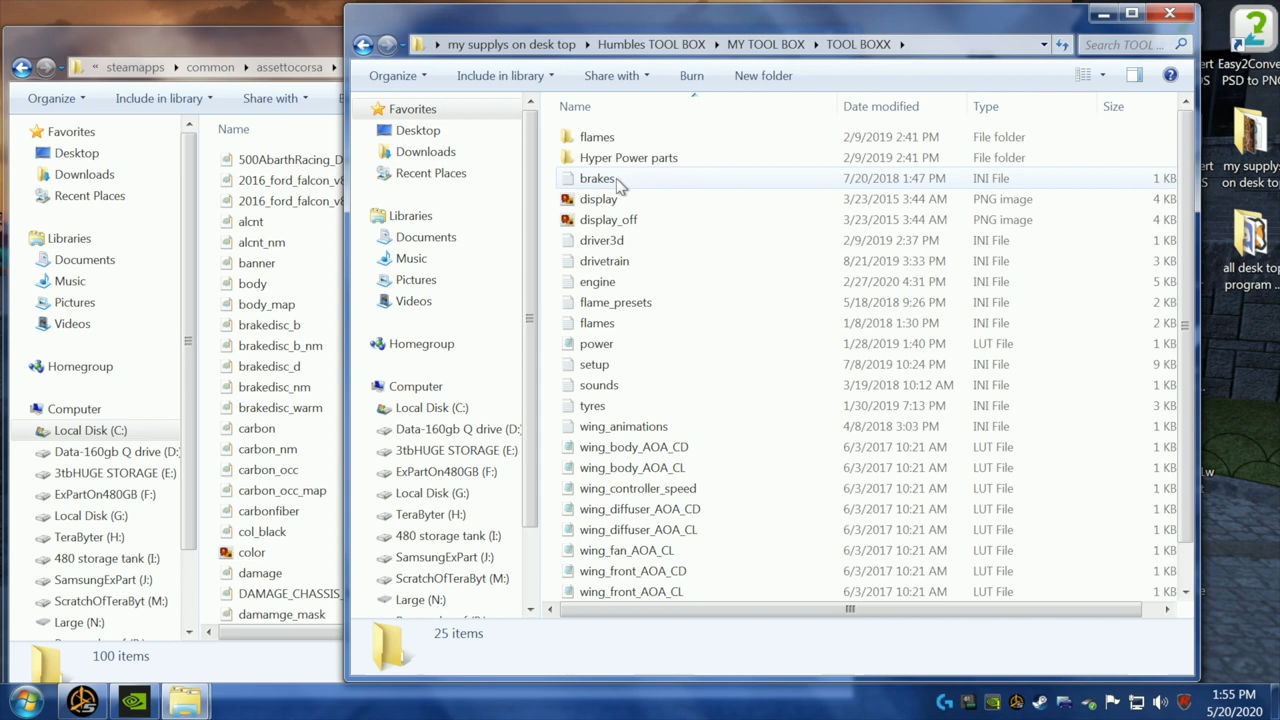 « steamapps ▸ common ▸ assettocorsa
Organize
Include in library
Share with
Favorites
Desktop
Downloads
Recent Places
Libraries
Documents
Music
Pictures
Videos
Homegroup
Computer
Local Disk (C:)
Data-160gb Q drive (D:
3tbHUGE STORAGE (E:)
ExPartOn480GB (F:)
Local Disk (G:)
TeraByter (H:)
480 storage tank (I:)
SamsungExPart (J:)
ScratchOfTeraByt (M:)
Large (N:)
Name
500AbarthRacing_D
2016_ford_falcon_v8
2016_ford_falcon_v8
alcnt
alcnt_nm
banner
body
body_map
brakedisc_b
brakedisc_b_nm
brakedisc_d
brakedisc_nm
brakedisc_warm
carbon
carbon_nm
carbon_occ
carbon_occ_map
carbonfiber
col_black
color
damage
DAMAGE_CHASSIS_
damamge_mask
100 items
my supplys on desk top ▸ Humbles TOOL BOX ▸ MY TOOL BOX ▸ TOOL BOXX ▸
Search TOOL ...
Organize
Include in library
Share with
Burn
New folder
Favorites
Desktop
Downloads
Recent Places
Libraries
Documents
Music
Pictures
Videos
Homegroup
Computer
Local Disk (C:)
Data-160gb Q drive (D:
3tbHUGE STORAGE (E:)
ExPartOn480GB (F:)
Local Disk (G:)
TeraByter (H:)
480 storage tank (I:)
SamsungExPart (J:)
ScratchOfTeraByt (M:)
Large (N:)
Name Date modified Type Size
flames 2/9/2019 2:41 PM File folder
Hyper Power parts 2/9/2019 2:41 PM File folder
brakes 7/20/2018 1:47 PM INI File 1 KB
display 3/23/2015 3:44 AM PNG image 4 KB
display_off 3/23/2015 3:44 AM PNG image 4 KB
driver3d 2/9/2019 2:37 PM INI File 1 KB
drivetrain 8/21/2019 3:33 PM INI File 3 KB
engine 2/27/2020 4:31 PM INI File 5 KB
flame_presets 5/18/2018 9:26 PM INI File 2 KB
flames 1/8/2018 1:30 PM INI File 2 KB
power 1/28/2019 1:40 PM LUT File 1 KB
setup 7/8/2019 10:24 PM INI File 9 KB
sounds 3/19/2018 10:12 AM INI File 1 KB
tyres 1/30/2019 7:13 PM INI File 3 KB
wing_animations 4/8/2018 3:03 PM INI File 1 KB
wing_body_AOA_CD 6/3/2017 10:21 AM LUT File 1 KB
wing_body_AOA_CL 6/3/2017 10:21 AM LUT File 1 KB
wing_controller_speed 6/3/2017 10:21 AM LUT File 1 KB
wing_diffuser_AOA_CD 6/3/2017 10:21 AM LUT File 1 KB
wing_diffuser_AOA_CL 6/3/2017 10:21 AM LUT File 1 KB
wing_fan_AOA_CL 6/3/2017 10:21 AM LUT File 1 KB
wing_front_AOA_CD 6/3/2017 10:21 AM LUT File 1 KB
wing_front_AOA_CL 6/3/2017 10:21 AM LUT File 1 KB
25 items
Easy2Conve
PSD to PNG
my supplys
on desk top
all desk top
program ...
1:55 PM
5/20/2020